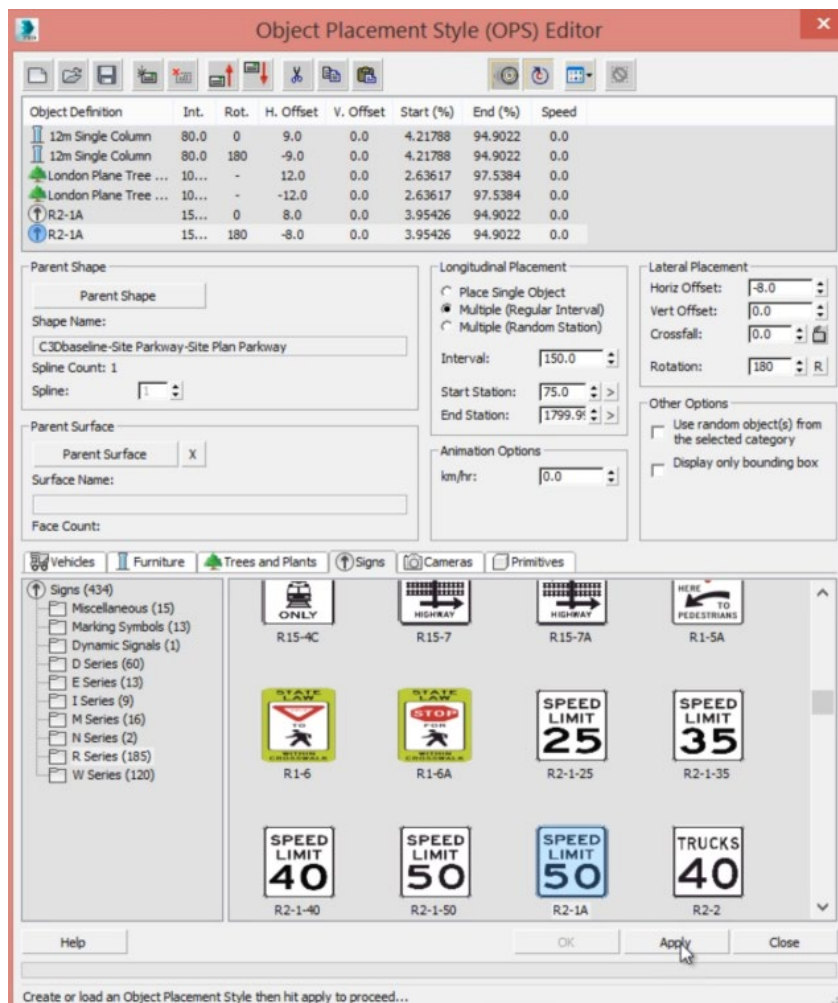 Object Placement Style (OPS) Editor
Object Definition Int. Rot. H. Offset V. Offset Start (%) End (%) Speed
12m Single Column 80.0 0 9.0 0.0 4.21788 94.9022 0.0
12m Single Column 80.0 180 -9.0 0.0 4.21788 94.9022 0.0
London Plane Tree ... 10... - 12.0 0.0 2.63617 97.5384 0.0
London Plane Tree ... 10... - -12.0 0.0 2.63617 97.5384 0.0
R2-1A 15... 0 8.0 0.0 3.95426 94.9022 0.0
R2-1A 15... 180 -8.0 0.0 3.95426 94.9022 0.0
Parent Shape
Parent Shape
Shape Name:
C3Dbaseline-Site Parkway-Site Plan Parkway
Spline Count: 1
Spline: 1
Parent Surface
Parent Surface X
Surface Name:
Face Count:
Longitudinal Placement
Place Single Object
Multiple (Regular Interval)
Multiple (Random Station)
Interval: 150.0
Start Station: 75.0 >
End Station: 1799.9 >
Animation Options
km/hr: 0.0
Lateral Placement
Horiz Offset: -8.0
Vert Offset: 0.0
Crossfall: 0.0
Rotation: 180 R
Other Options
Use random object(s) from
the selected category
Display only bounding box
Vehicles Furniture Trees and Plants Signs Cameras Primitives
Signs (434)
Miscellaneous (15)
Marking Symbols (13)
Dynamic Signals (1)
D Series (60)
E Series (13)
I Series (9)
M Series (16)
N Series (2)
R Series (185)
W Series (120)
ONLY
R15-4C
HIGHWAY
R15-7
HIGHWAY
R15-7A
HERE
TO
PEDESTRIANS
R1-5A
STATE
LAW
TO
WITHIN
CROSSWALK
R1-6
STATE
LAW
STOP
FOR
WITHIN
CROSSWALK
R1-6A
SPEED
LIMIT
25
R2-1-25
SPEED
LIMIT
35
R2-1-35
SPEED
LIMIT
40
R2-1-40
SPEED
LIMIT
50
R2-1-50
SPEED
LIMIT
50
R2-1A
TRUCKS
40
R2-2
Help OK Apply Close
Create or load an Object Placement Style then hit apply to proceed...